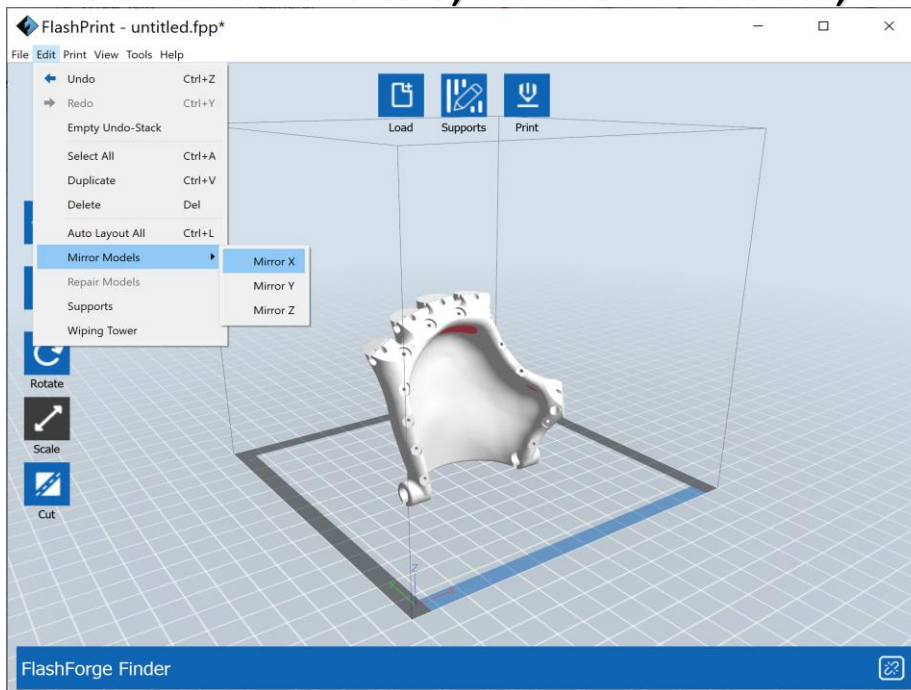 FlashPrint - untitled.fpp*
File Edit Print View Tools Help
Undo Ctrl+Z
Redo Ctrl+Y
Empty Undo-Stack
Select All Ctrl+A
Duplicate Ctrl+V
Delete Del
Auto Layout All Ctrl+L
Mirror Models
Repair Models
Supports
Wiping Tower
Mirror X
Mirror Y
Mirror Z
Load Supports Print
Rotate
Scale
Cut
Z
FlashForge Finder